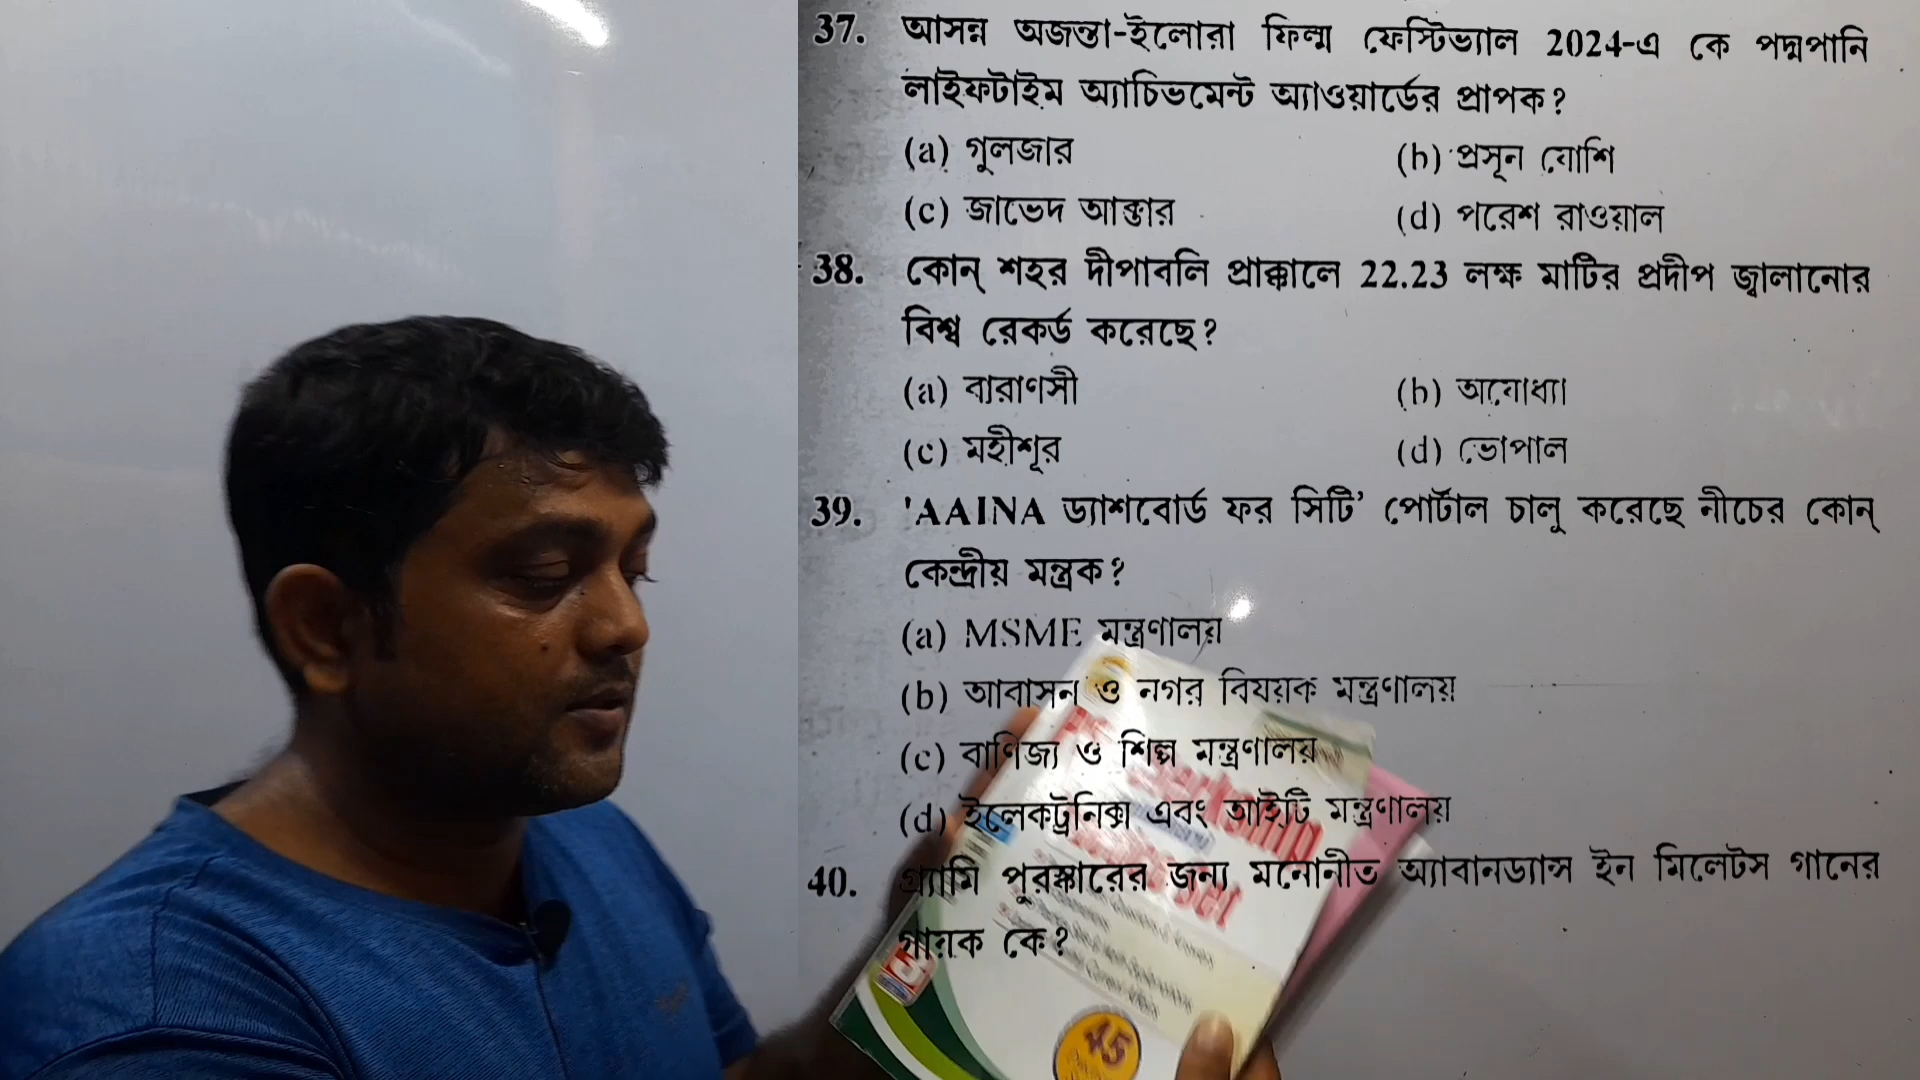 37. আসন্ন অজন্তা-ইলোরা ফিল্ম ফেস্টিভ্যাল 2024-এ কে পদ্মপানি
লাইফটাইম অ্যাচিভমেন্ট অ্যাওয়ার্ডের প্রাপক?
(a) গুলজার (b) প্রসূন যোশি
(c) জাভেদ আক্তার (d) পরেশ রাওয়াল
38. কোন্ শহর দীপাবলি প্রাক্কালে 22.23 লক্ষ মাটির প্রদীপ জ্বালানোর
বিশ্ব রেকর্ড করেছে?
(a) বারাণসী (b) অযোধ্যা
(c) মহীশূর (d) ভোপাল
39. 'AAINA ড্যাশবোর্ড ফর সিটি’ পোর্টাল চালু করেছে নীচের কোন্
কেন্দ্রীয় মন্ত্রক?
(a) MSME মন্ত্রণালয়
(b) আবাসন ও নগর বিষয়ক মন্ত্রণালয়
(c) বাণিজ্য ও শিল্প মন্ত্রণালয়
(d) ইলেকট্রনিক্স এবং আইটি মন্ত্রণালয়
40. গ্র্যামি পুরস্কারের জন্য মনোনীত অ্যাবানড্যান্স ইন মিলেটস গানের
গায়ক কে?
45